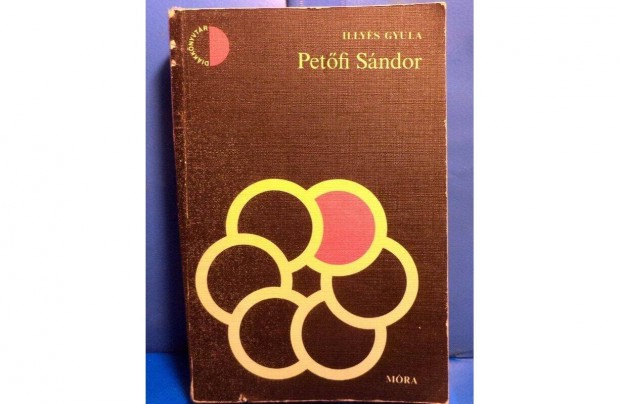 DIÁKKÖNYVTÁR
ILLYÉS GYULA
Petőfi Sándor
MÓRA